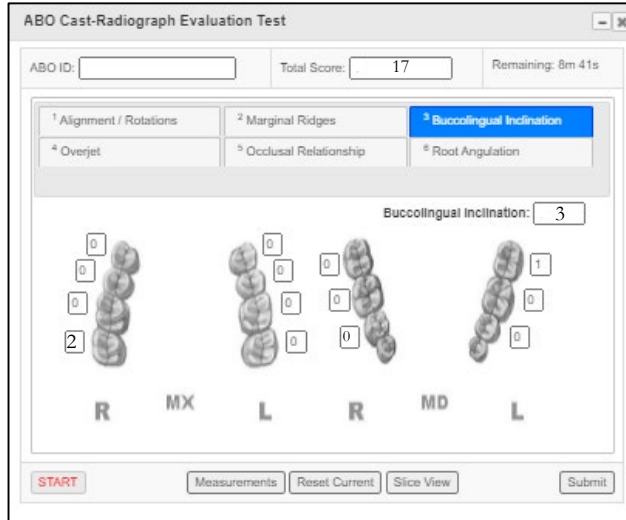 ABO Cast-Radiograph Evaluation Test
ABO ID: Total Score: 17 Remaining: 8m 41s
1 Alignment / Rotations 2 Marginal Ridges 3 Buccolingual Inclination
4 Overjet 5 Occlusal Relationship 6 Root Angulation
Buccolingual Inclination: 3
0 0 0 1
0 0 0 0
0 0 0 0
2 0
R MX L R MD L
START Measurements Reset Current Slice View Submit